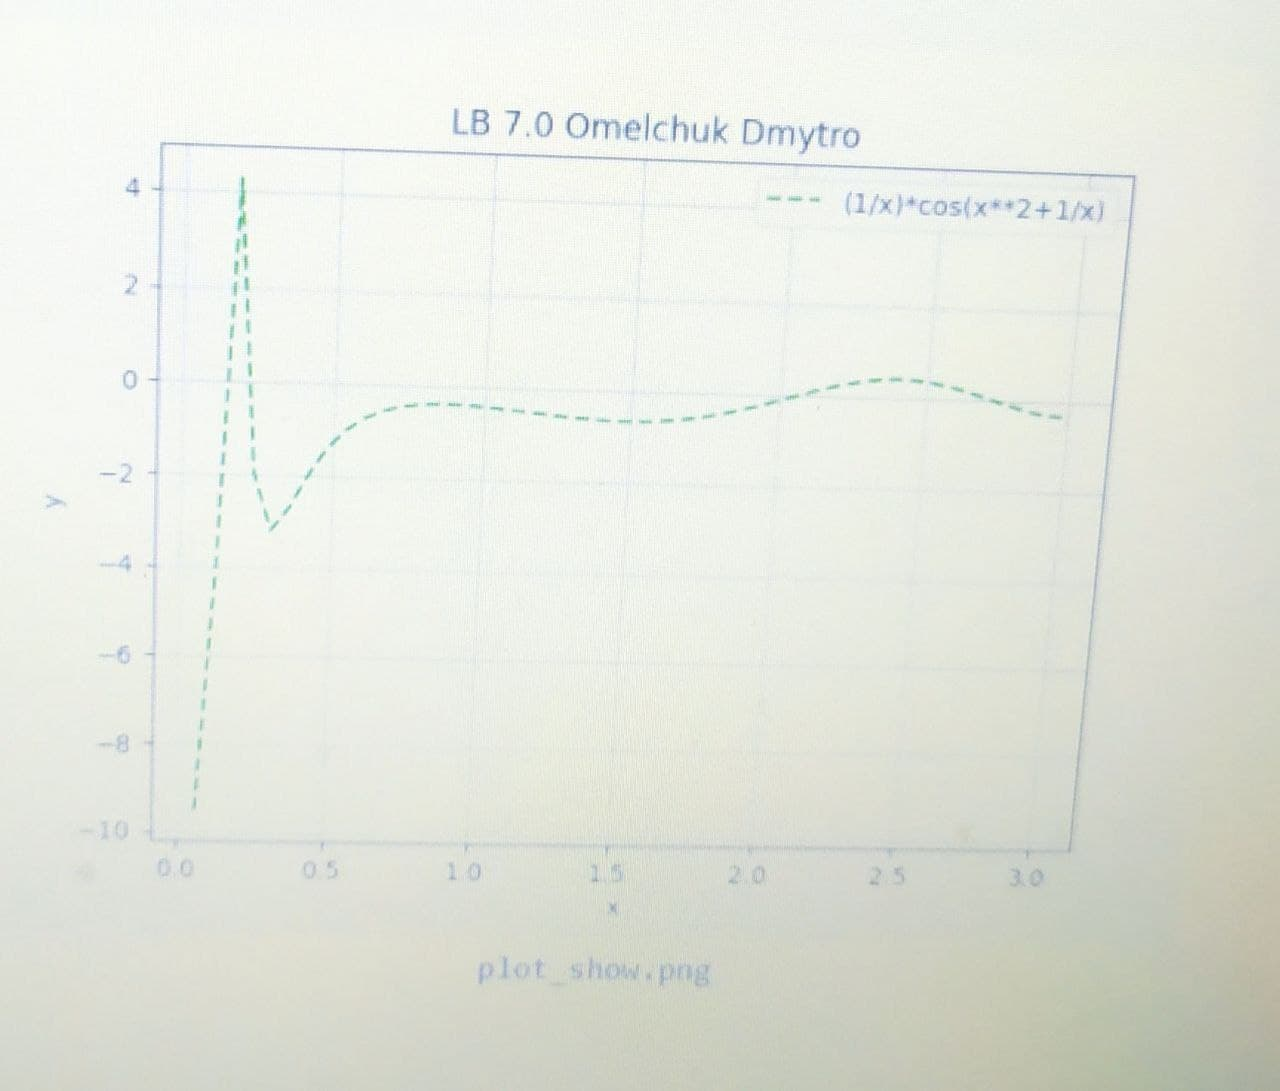 LB 7.0 Omelchuk Dmytro
--- (1/x)*cos(x**2+1/x)
4
2
0
−2
−4
−6
−8
−10
y
0.0 0.5 1.0 1.5 2.0 2.5 3.0
x
plot_show.png